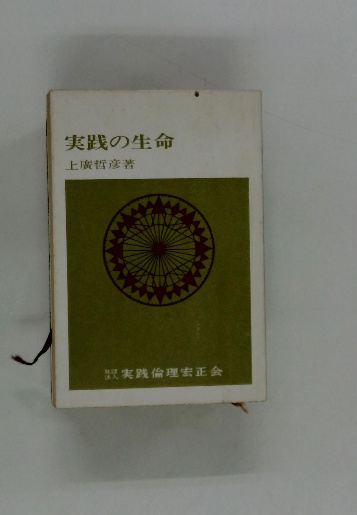 実践の生命
上廣哲彦著
社団法人 実践倫理宏正会